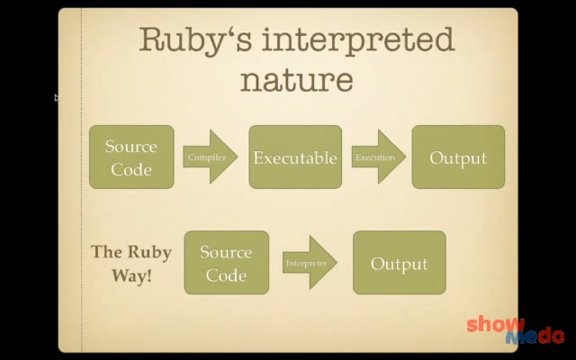 Ruby‘s interpreted
nature
Source
Code
Compiler
Executable
Execution
Output
The Ruby
Way!
Source
Code
Interpreter
Output
show
medo